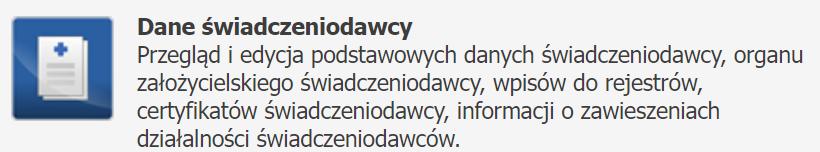 Dane świadczeniodawcy
Przegląd i edycja podstawowych danych świadczeniodawcy, organu
założycielskiego świadczeniodawcy, wpisów do rejestrów,
certyfikatów świadczeniodawcy, informacji o zawieszeniach
działalności świadczeniodawców.